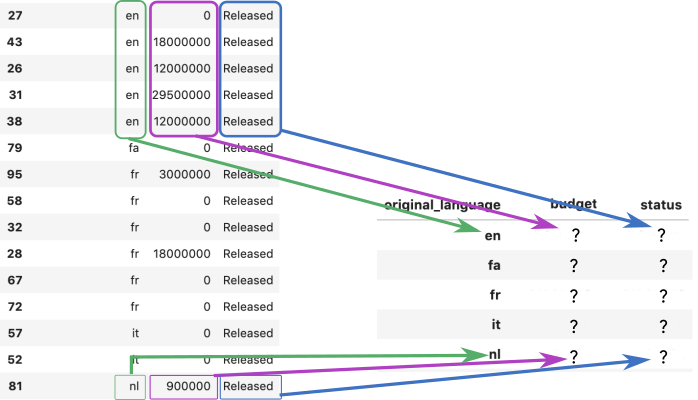 27 en 0 Released
43 en 18000000 Released
26 en 12000000 Released
31 en 29500000 Released
38 en 12000000 Released
79 fa 0 Released
95 fr 3000000 Released
58 fr 0 Released
original_language budget status
32 fr 0 Released
en ? ?
28 fr 18000000 Released
fa ? ?
67 fr 0 Released
fr ? ?
72 fr 0 Released
it ? ?
57 it 0 Released
nl ? ?
52 it 0 Released
81 nl 900000 Released